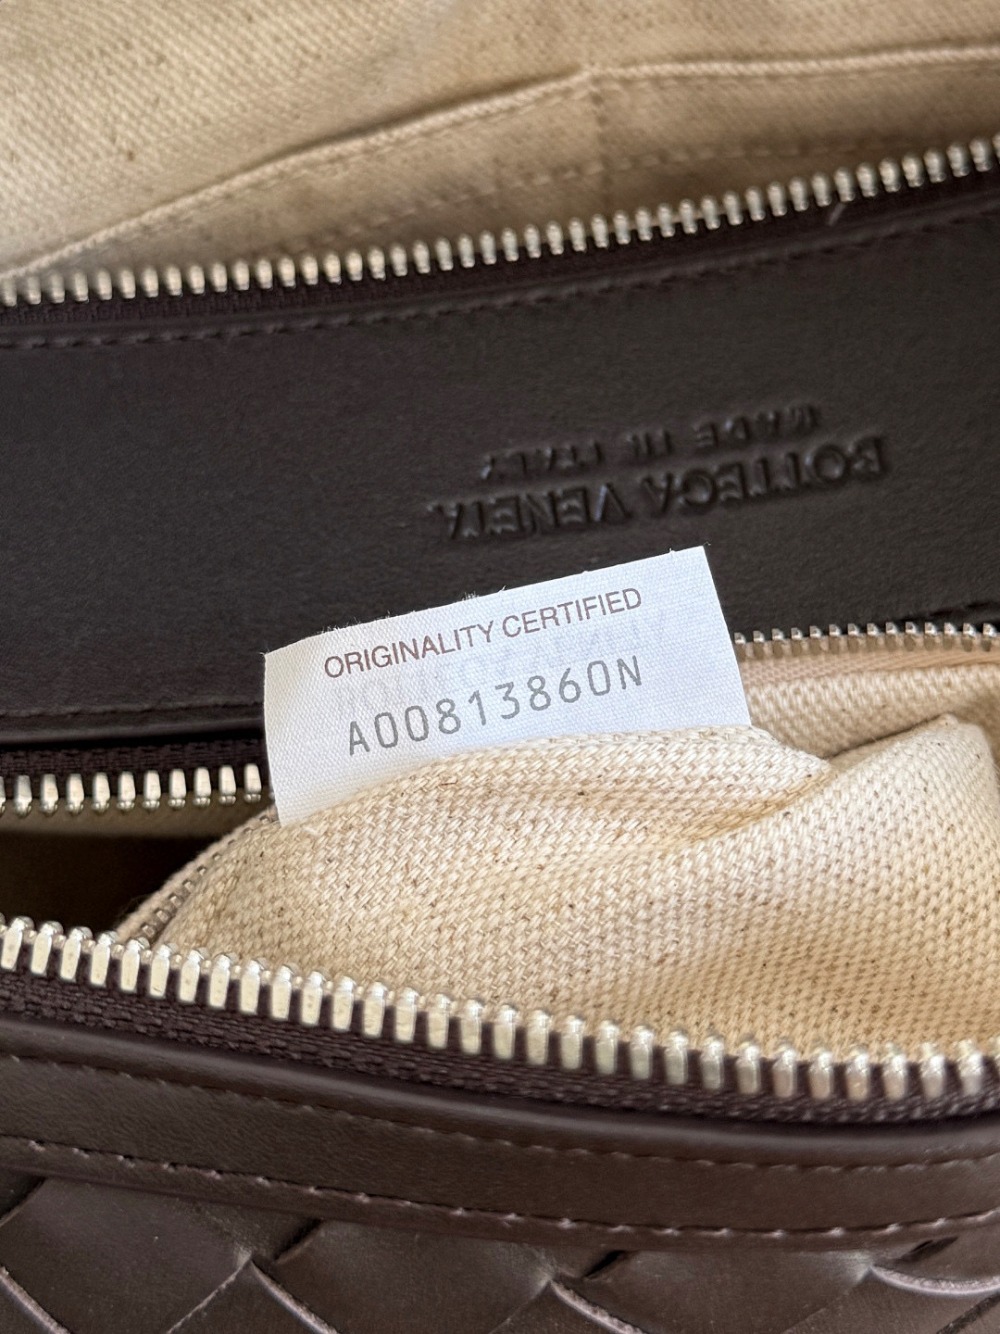 BOTTEGA VENETA
MADE IN ITALY
ORIGINALITY CERTIFIED
A00813860N